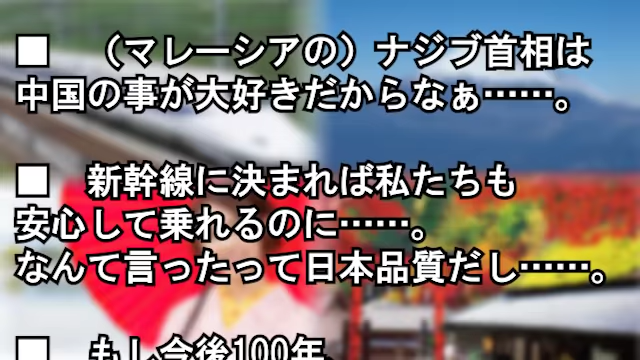 ■　（マレーシアの）ナジブ首相は
中国の事が大好きだからなぁ……。
■　新幹線に決まれば私たちも
安心して乗れるのに……。
なんて言ったって日本品質だし……。
■　もし今後100年、